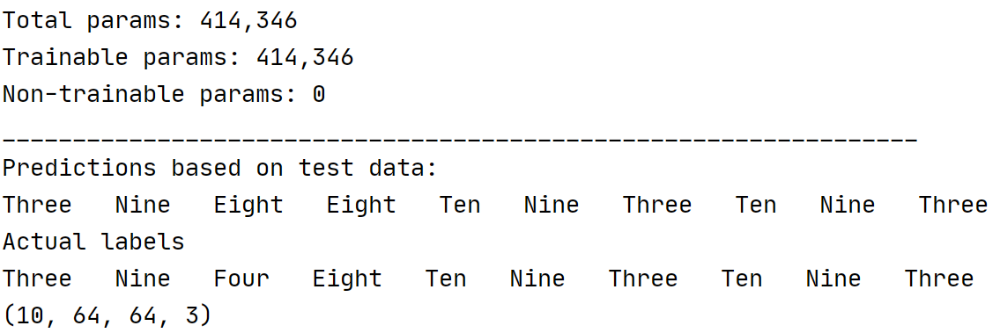 Total params: 414,346
Trainable params: 414,346
Non-trainable params: 0
_________________________________________________________________
Predictions based on test data:
Three   Nine   Eight   Eight   Ten   Nine   Three   Ten   Nine   Three
Actual labels
Three   Nine   Four   Eight   Ten   Nine   Three   Ten   Nine   Three
(10, 64, 64, 3)